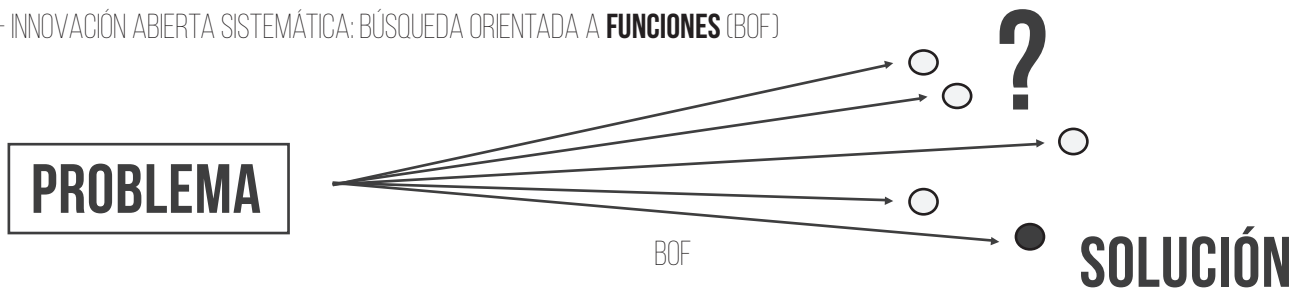 - INNOVACIÓN ABIERTA SISTEMÁTICA: BÚSQUEDA ORIENTADA A FUNCIONES (BOF)
?
PROBLEMA
BOF
SOLUCIÓN